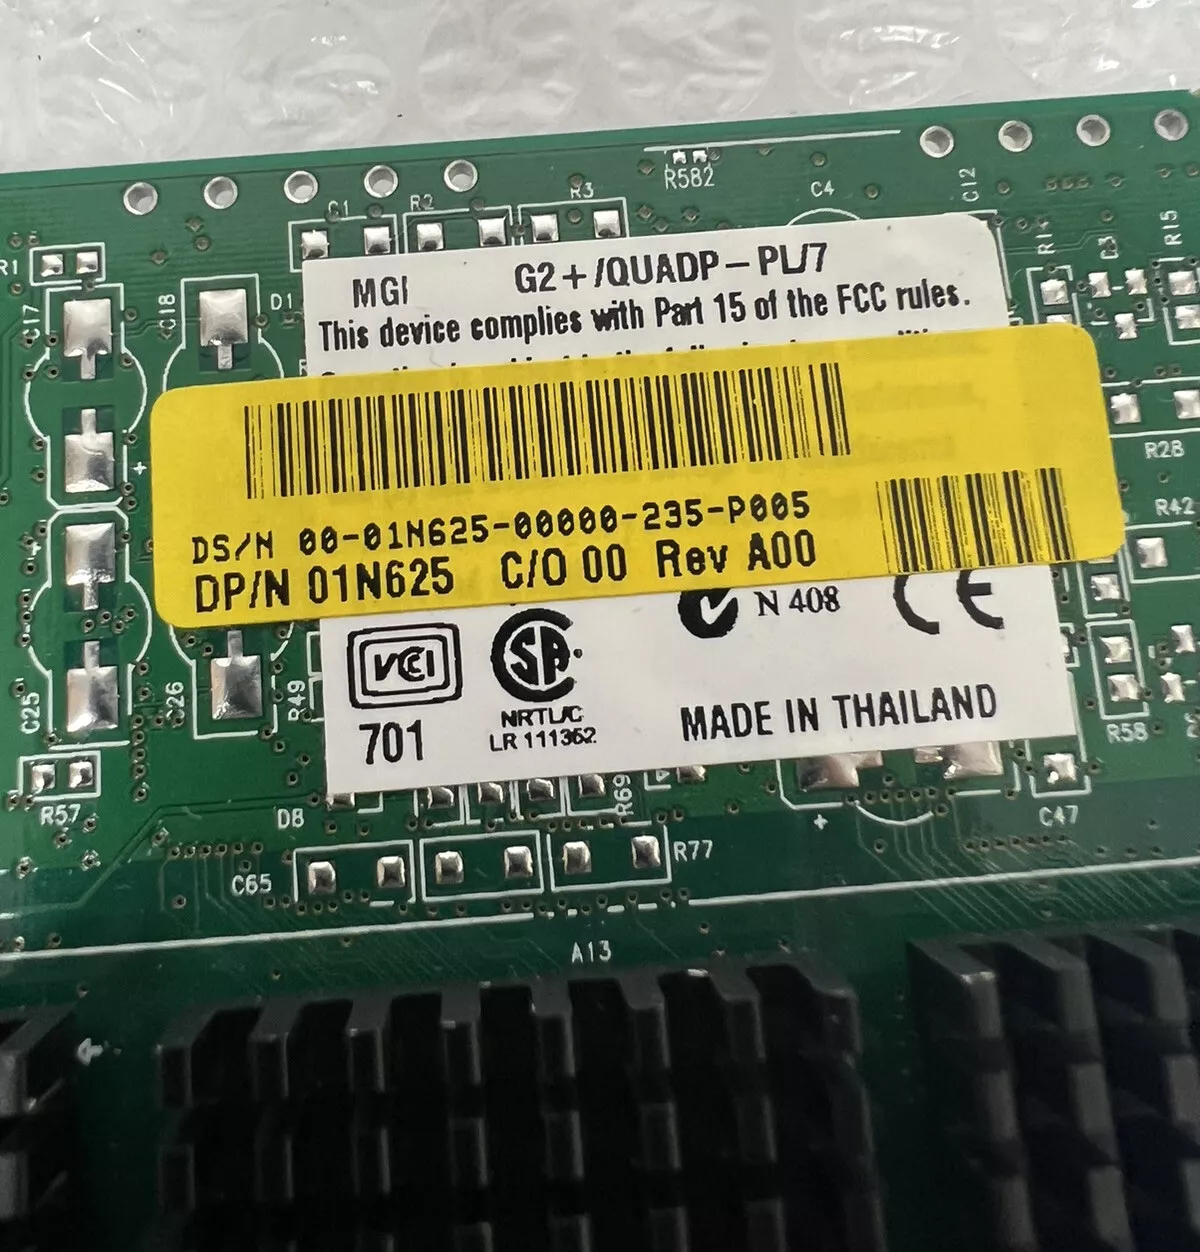 R582
C4
C12
C1
R2
R3
R14
C3
R15
R1
C17
C18
D1
MGI G2+/QUADP-PL/7
This device complies with Part 15 of the FCC rules.
R28
R42
DS/N 00-01N625-00000-235-P005
DP/N 01N625 C/O 00 Rev A00
N 408
CE
VCCI
SA
701
NRTL/C
LR 111362
MADE IN THAILAND
C25
C26
R49
R58
R57
D8
R69
C47
C65
R77
A13